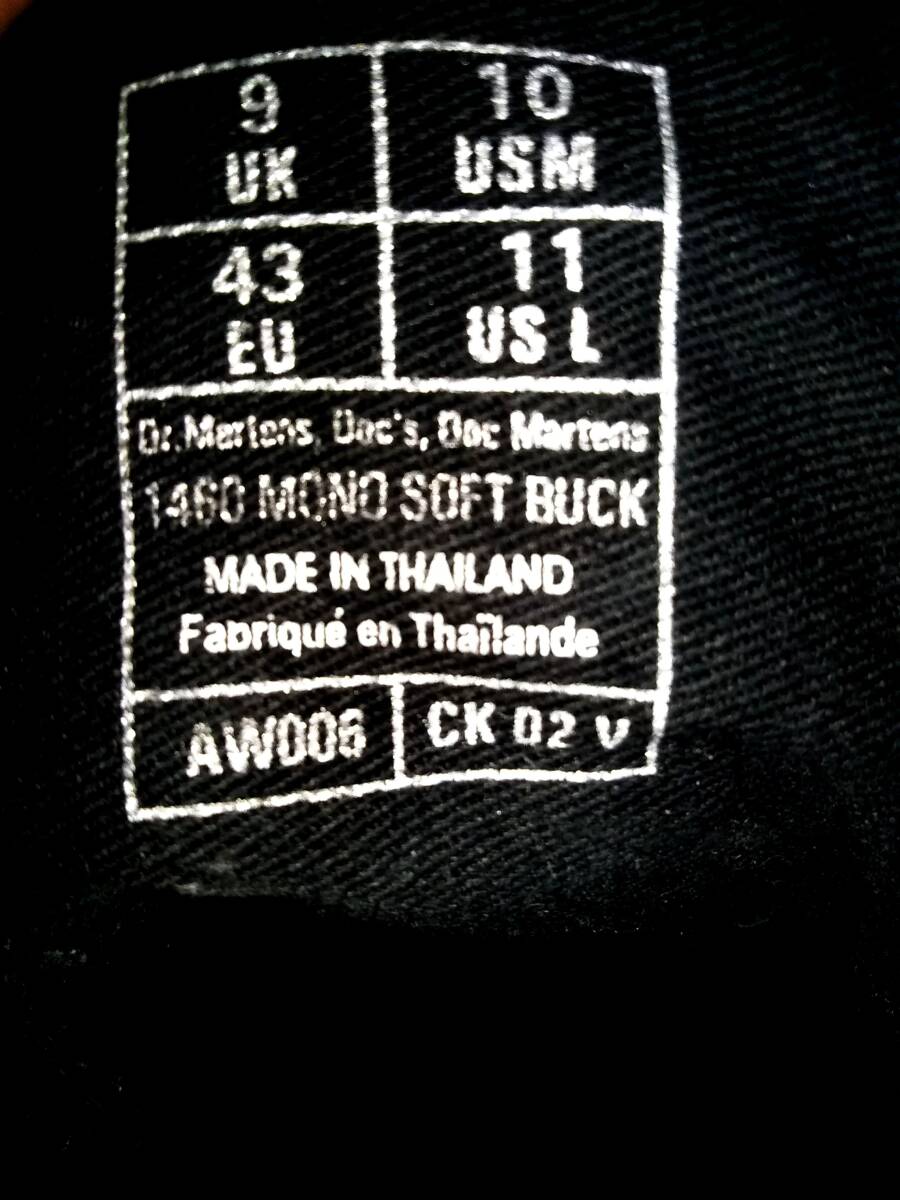 9 10
UK USM
43 11
EU US L
Dr.Martens, Doc's, Doc Martens
1460 MONO SOFT BUCK
MADE IN THAILAND
Fabriqué en Thaïlande
AW006 CK 02 V